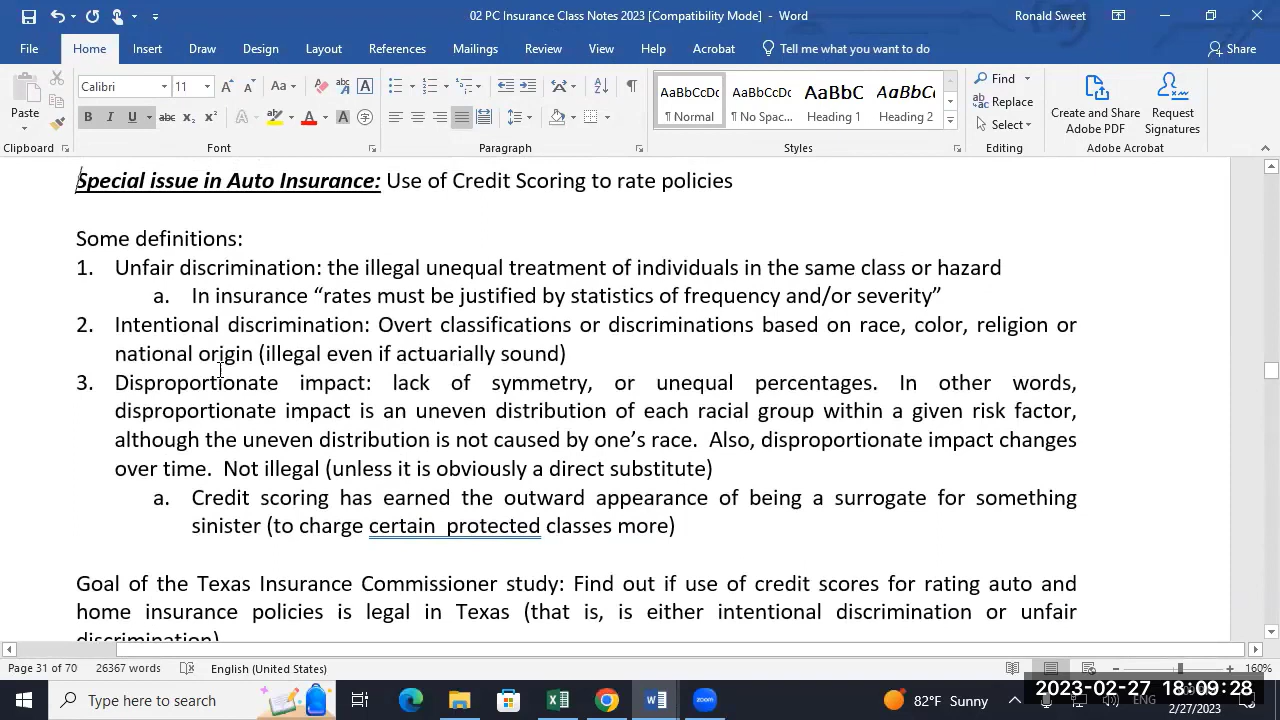 02 PC Insurance Class Notes 2023 [Compatibility Mode] - Word
Ronald Sweet
File Home Insert Draw Design Layout References Mailings Review View Help Acrobat Tell me what you want to do Share
Paste
Calibri 11
B I U abc x₂ x²
Find
Replace
Select
AaBbCcDc AaBbCcDc AaBbC AaBbCc
¶ Normal ¶ No Spac... Heading 1 Heading 2
Create and Share Adobe PDF
Request Signatures
Clipboard Font Paragraph Styles Editing Adobe Acrobat
Special issue in Auto Insurance: Use of Credit Scoring to rate policies
Some definitions:
1. Unfair discrimination: the illegal unequal treatment of individuals in the same class or hazard
a. In insurance “rates must be justified by statistics of frequency and/or severity”
2. Intentional discrimination: Overt classifications or discriminations based on race, color, religion or
national origin (illegal even if actuarially sound)
3. Disproportionate impact: lack of symmetry, or unequal percentages. In other words,
disproportionate impact is an uneven distribution of each racial group within a given risk factor,
although the uneven distribution is not caused by one’s race. Also, disproportionate impact changes
over time. Not illegal (unless it is obviously a direct substitute)
a. Credit scoring has earned the outward appearance of being a surrogate for something
sinister (to charge certain protected classes more)
Goal of the Texas Insurance Commissioner study: Find out if use of credit scores for rating auto and
home insurance policies is legal in Texas (that is, is either intentional discrimination or unfair
discrimination)
Page 31 of 70 26367 words English (United States) 160%
Type here to search
zoom
82°F Sunny
ENG
2023-02-27 18:09:28
2/27/2023